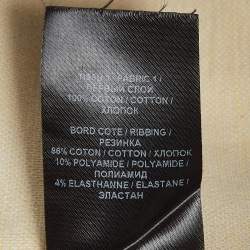 TISSU 1 / FABRIC 1 /
ПЕРВЫЙ СЛОЙ
100% COTON / COTTON /
ХЛОПОК
BORD COTE / RIBBING /
РЕЗИНКА
86% COTON / COTTON / ХЛОПОК
10% POLYAMIDE / POLYAMIDE /
ПОЛИАМИД
4% ELASTHANNE / ELASTANE /
ЭЛАСТАН